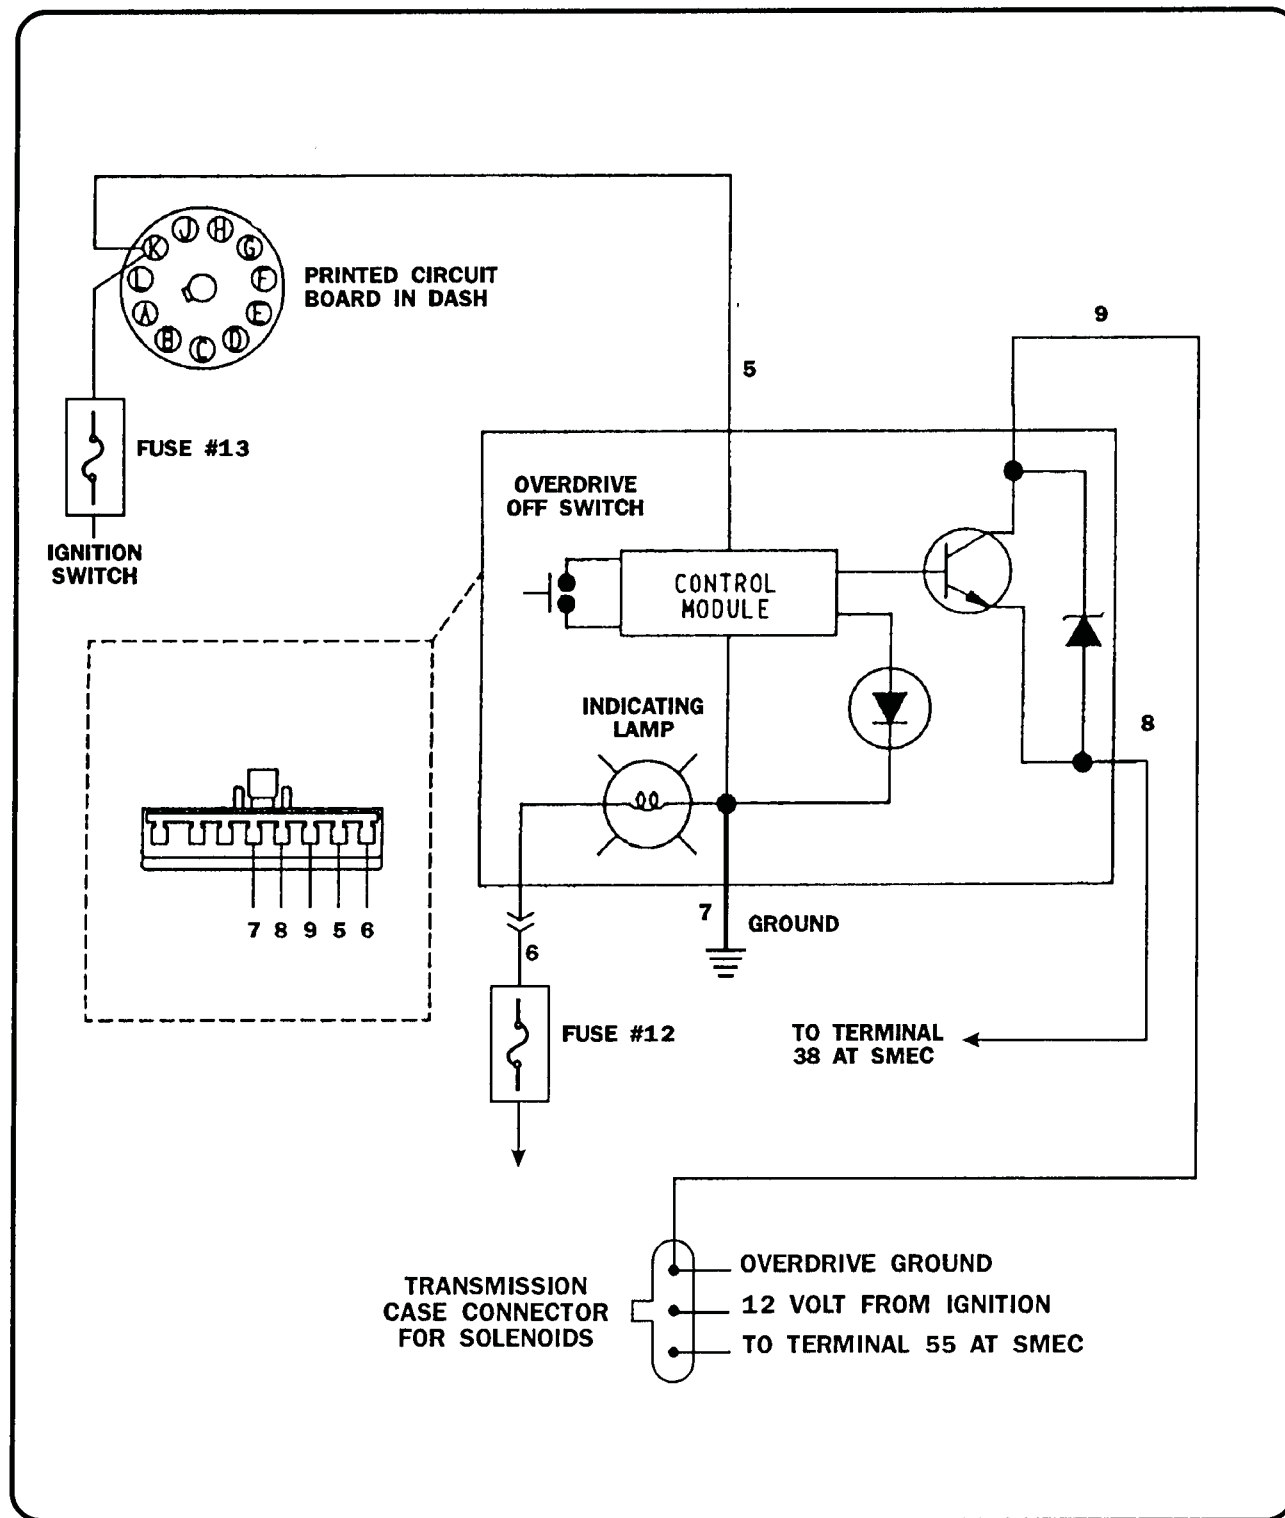 J
H
K
G
L
F
A
E
B
D
C
PRINTED CIRCUIT
BOARD IN DASH
9
5
FUSE #13
OVERDRIVE
OFF SWITCH
IGNITION
SWITCH
CONTROL
MODULE
INDICATING
LAMP
8
7 8 9 5 6
7
GROUND
6
FUSE #12
TO TERMINAL
38 AT SMEC
TRANSMISSION
CASE CONNECTOR
FOR SOLENOIDS
OVERDRIVE GROUND
12 VOLT FROM IGNITION
TO TERMINAL 55 AT SMEC